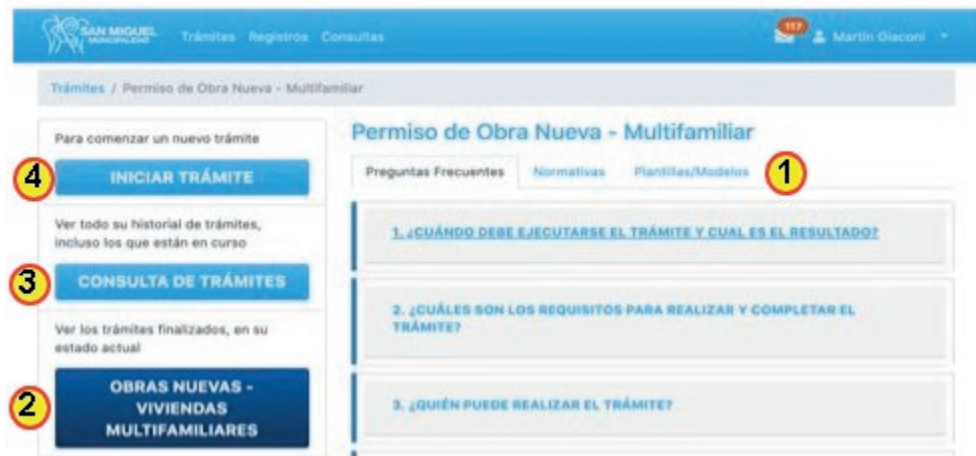 SAN MIGUEL
MUNICIPALIDAD
Trámites Registros Consultas
117
Martin Giaconi
Trámites / Permiso de Obra Nueva - Multifamiliar
Para comenzar un nuevo trámite
4
INICIAR TRÁMITE
Ver todo su historial de trámites,
incluso los que están en curso
3
CONSULTA DE TRÁMITES
Ver los trámites finalizados, en su
estado actual
2
OBRAS NUEVAS -
VIVIENDAS
MULTIFAMILIARES
Permiso de Obra Nueva - Multifamiliar
Preguntas Frecuentes Normativas Plantillas/Modelos 1
1. ¿CUÁNDO DEBE EJECUTARSE EL TRÁMITE Y CUAL ES EL RESULTADO?
2. ¿CUÁLES SON LOS REQUISITOS PARA REALIZAR Y COMPLETAR EL
TRÁMITE?
3. ¿QUIÉN PUEDE REALIZAR EL TRÁMITE?